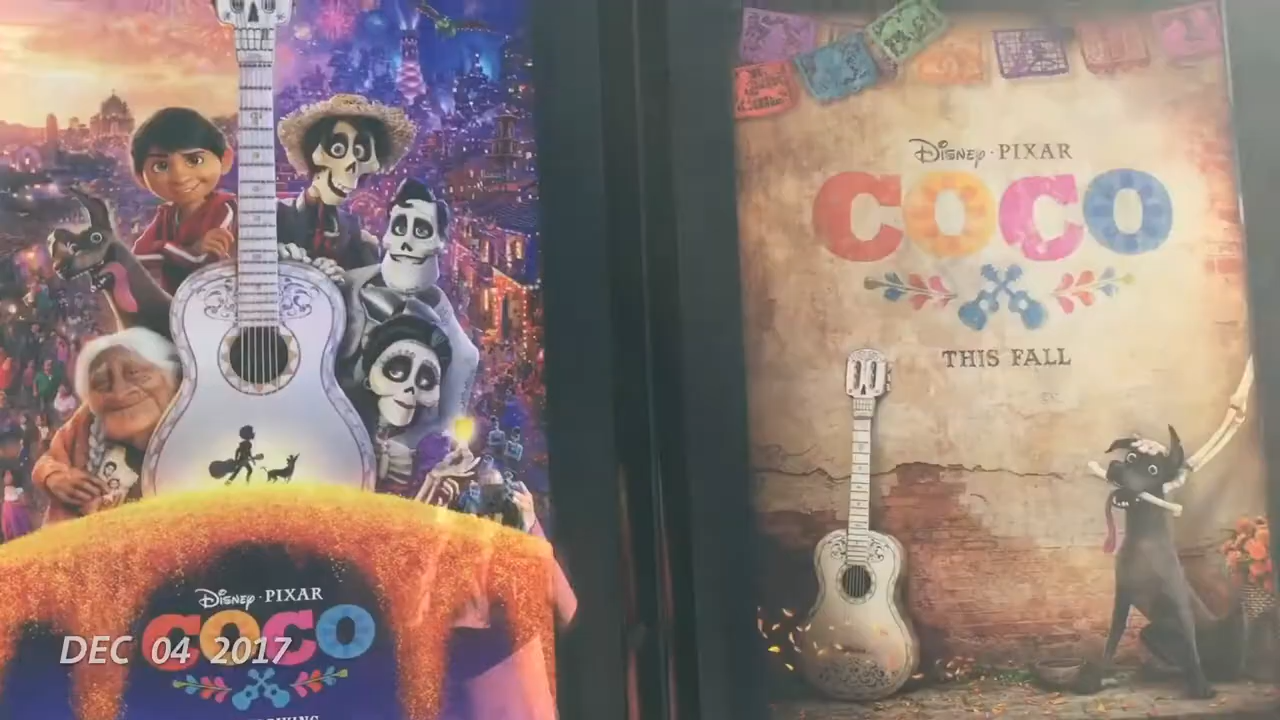 DISNEY · PIXAR
COCO
DEC 04 2017
DISNEY · PIXAR
COCO
THIS FALL